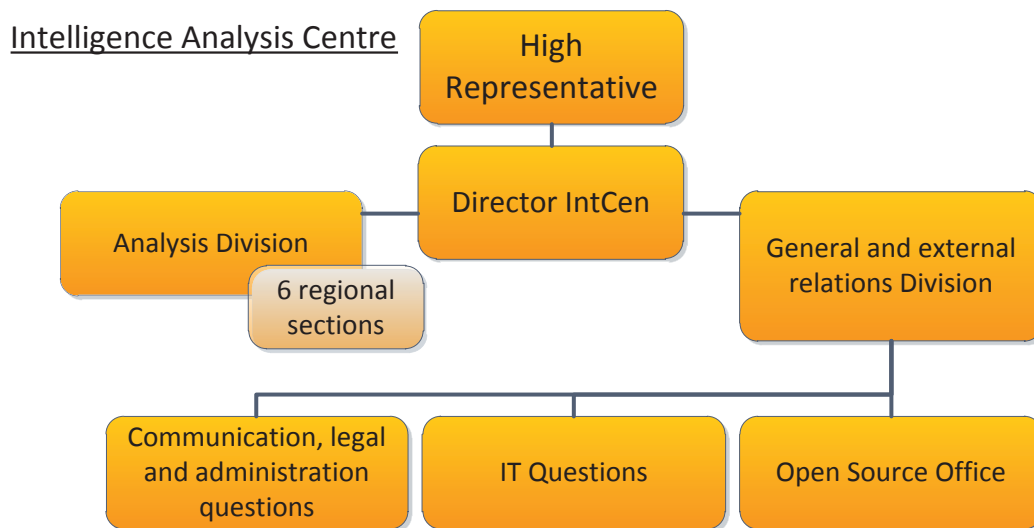 Intelligence Analysis Centre
High
Representative
Director IntCen
Analysis Division
6 regional
sections
General and external
relations Division
Communication, legal
and administration
questions
IT Questions
Open Source Office